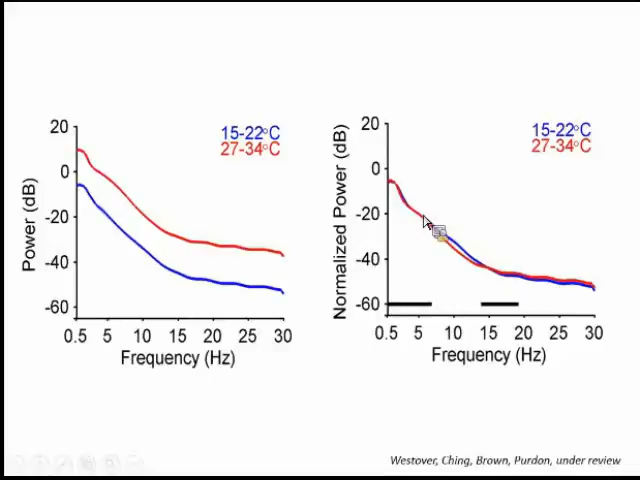 20
0
-20
-40
-60
Power (dB)
15-22°C
27-34°C
0.5 5 10 15 20 25 30
Frequency (Hz)
20
0
-20
-40
-60
Normalized Power (dB)
15-22°C
27-34°C
0.5 5 10 15 20 25 30
Frequency (Hz)
Westover, Ching, Brown, Purdon, under review